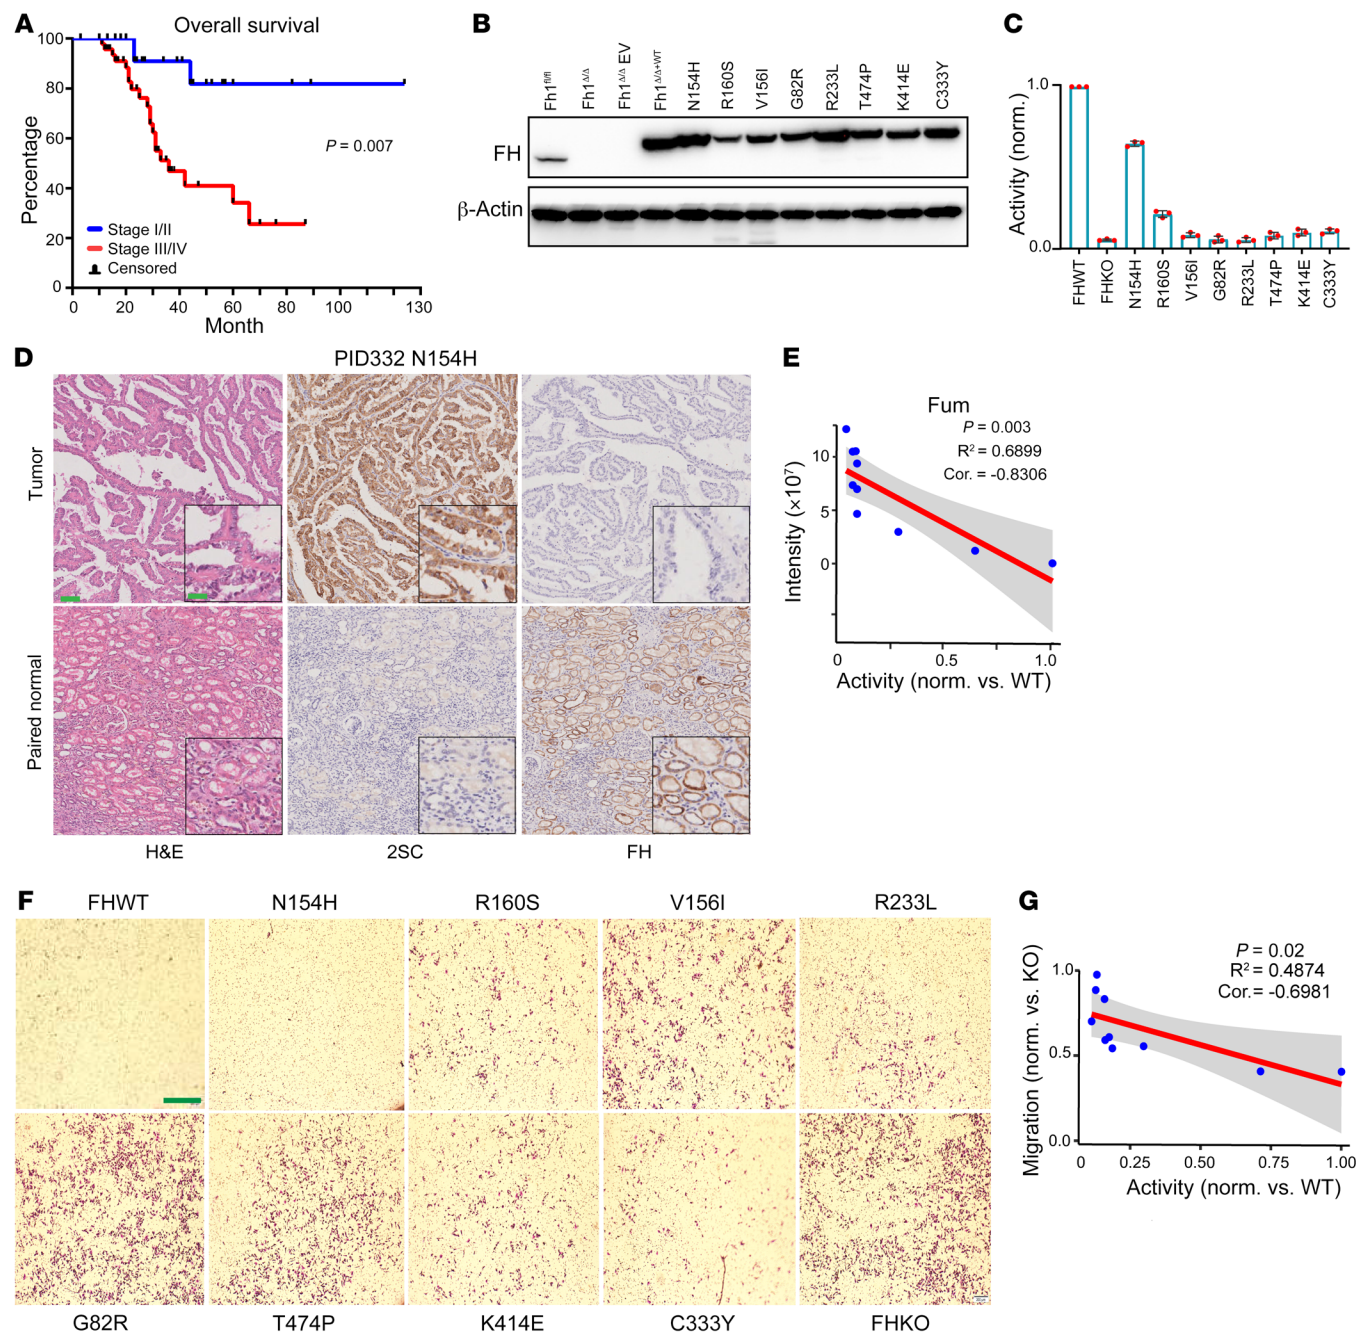 A
Overall survival
Percentage
100
80
60
40
20
0
P = 0.007
Stage I/II
Stage III/IV
Censored
0 20 40 60 80 100 130
Month
B
Fh1fl/fl
Fh1Δ/Δ
Fh1Δ/Δ EV
Fh1Δ/Δ+WT
N154H
R160S
V156I
G82R
R233L
T474P
K414E
C333Y
FH
β-Actin
C
Activity (norm.)
1.0
0.0
FHWT
FHKO
N154H
R160S
V156I
G82R
R233L
T474P
K414E
C333Y
D
PID332 N154H
Tumor
Paired normal
H&E 2SC FH
E
Fum
P = 0.003
R2 = 0.6899
Cor. = -0.8306
Intensity (×10⁷)
10
5
0
0 0.5 1.0
Activity (norm. vs. WT)
F
FHWT N154H R160S V156I R233L
G82R T474P K414E C333Y FHKO
G
P = 0.02
R2 = 0.4874
Cor.= -0.6981
Migration (norm. vs. KO)
1.0
0.5
0.0
0 0.25 0.50 0.75 1.00
Activity (norm. vs. WT)